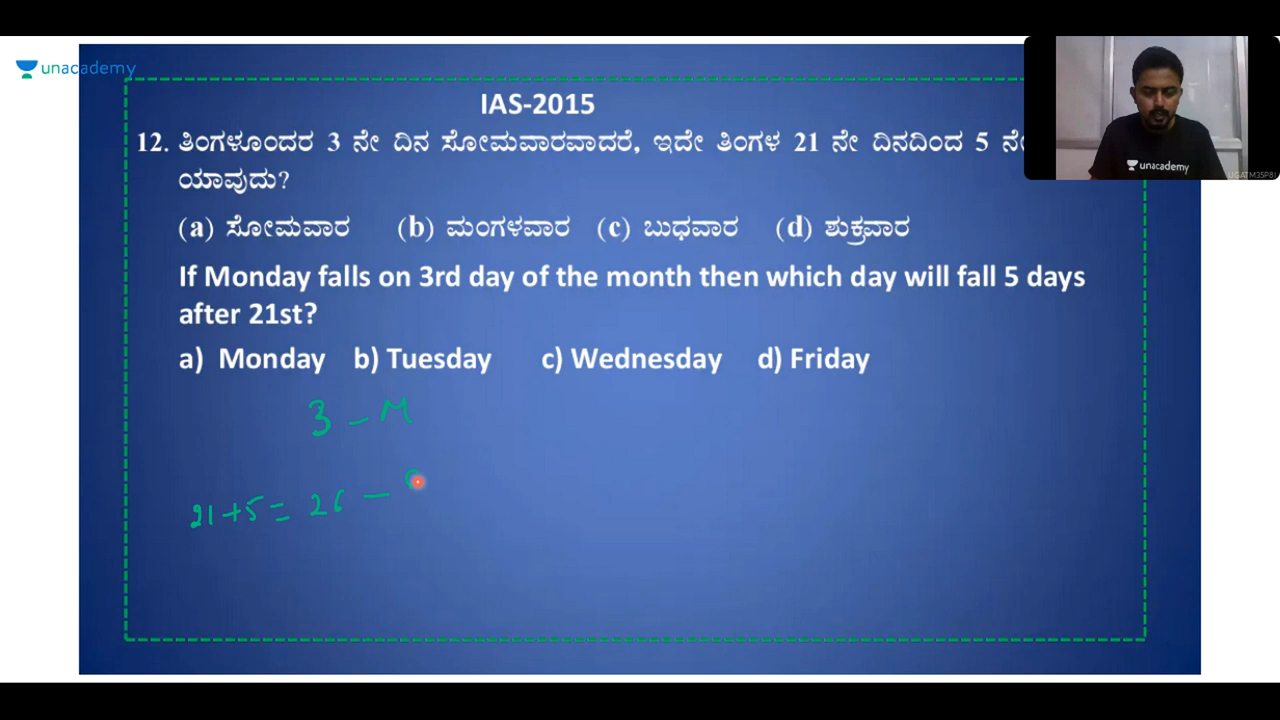 unacademy
IAS-2015
12. ತಿಂಗಳೂಂದರ 3 ನೇ ದಿನ ಸೋಮವಾರವಾದರೆ, ಇದೇ ತಿಂಗಳ 21 ನೇ ದಿನದಿಂದ 5
ಯಾವುದು?
(a) ಸೋಮವಾರ (b) ಮಂಗಳವಾರ (c) ಬುಧವಾರ (d) ಶುಕ್ರವಾರ
If Monday falls on 3rd day of the month then which day will fall 5 days
after 21st?
a) Monday b) Tuesday c) Wednesday d) Friday
3 – M
21+5 = 26 –
unacademy